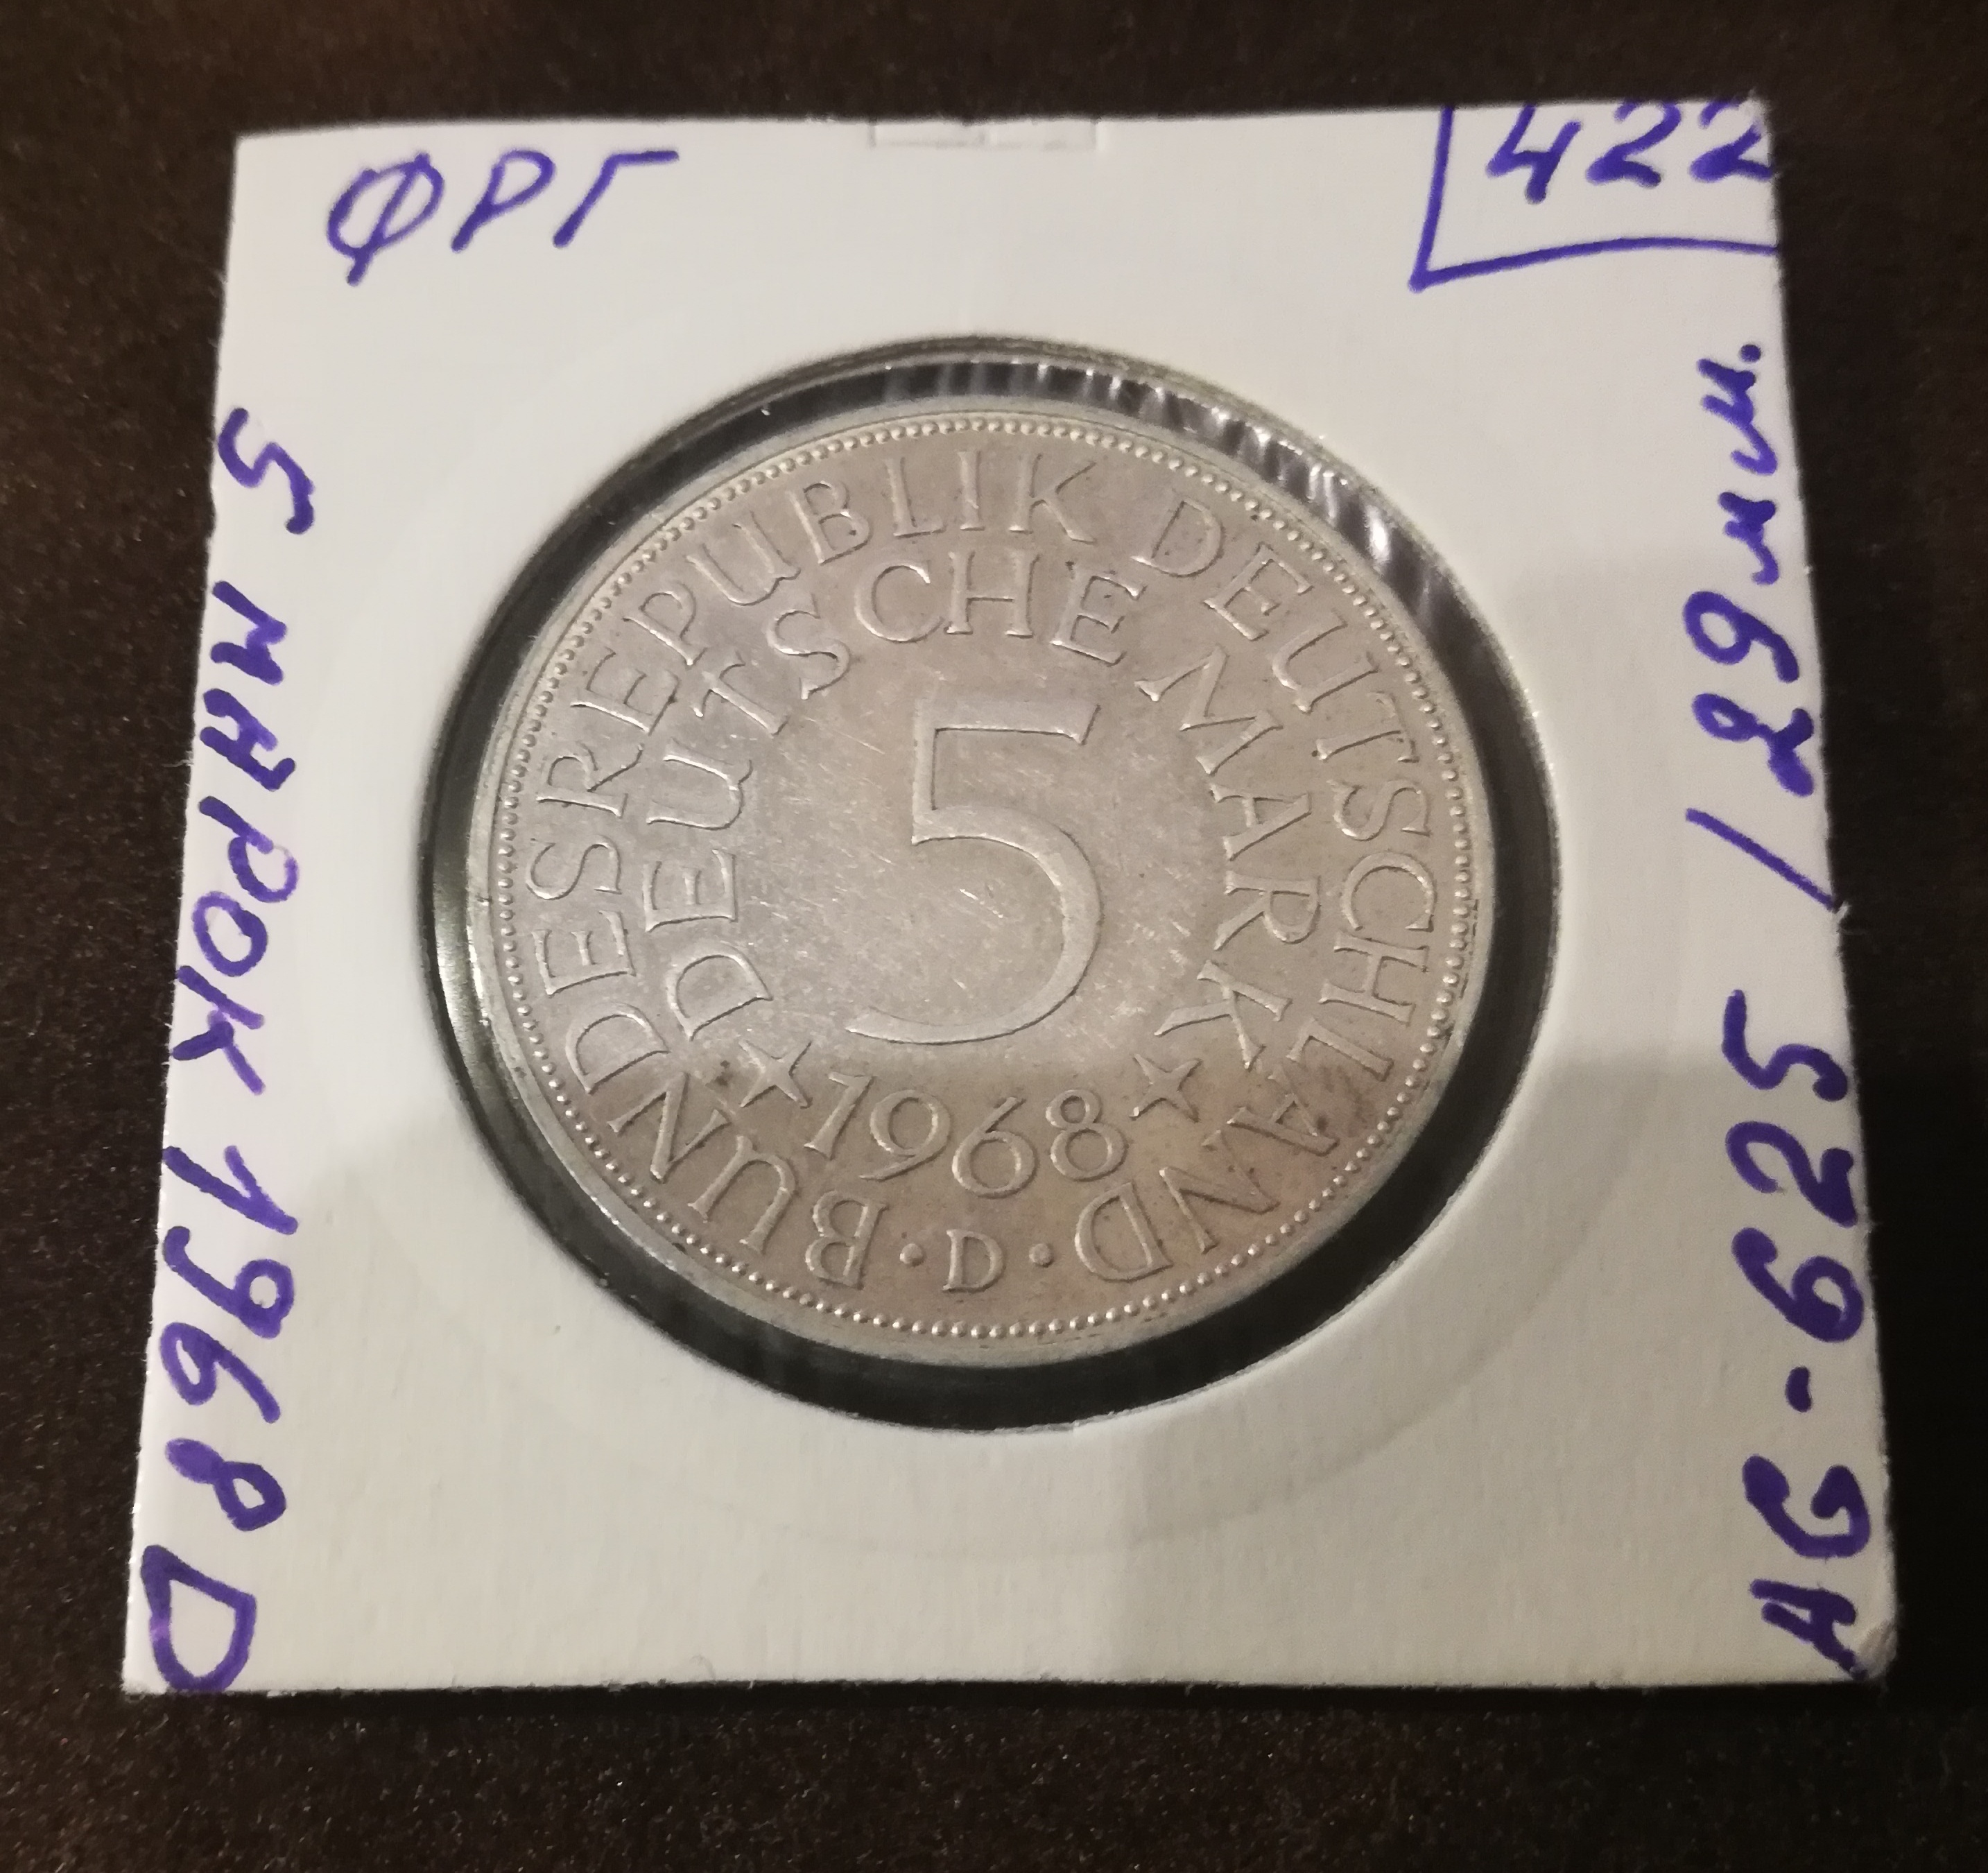 ФРГ
422
5 МАРОК 1968 D
AG-625 / 29мм.
BUNDESREPUBLIK DEUTSCHLAND
DEUTSCHE MARK
5
1968
· D ·